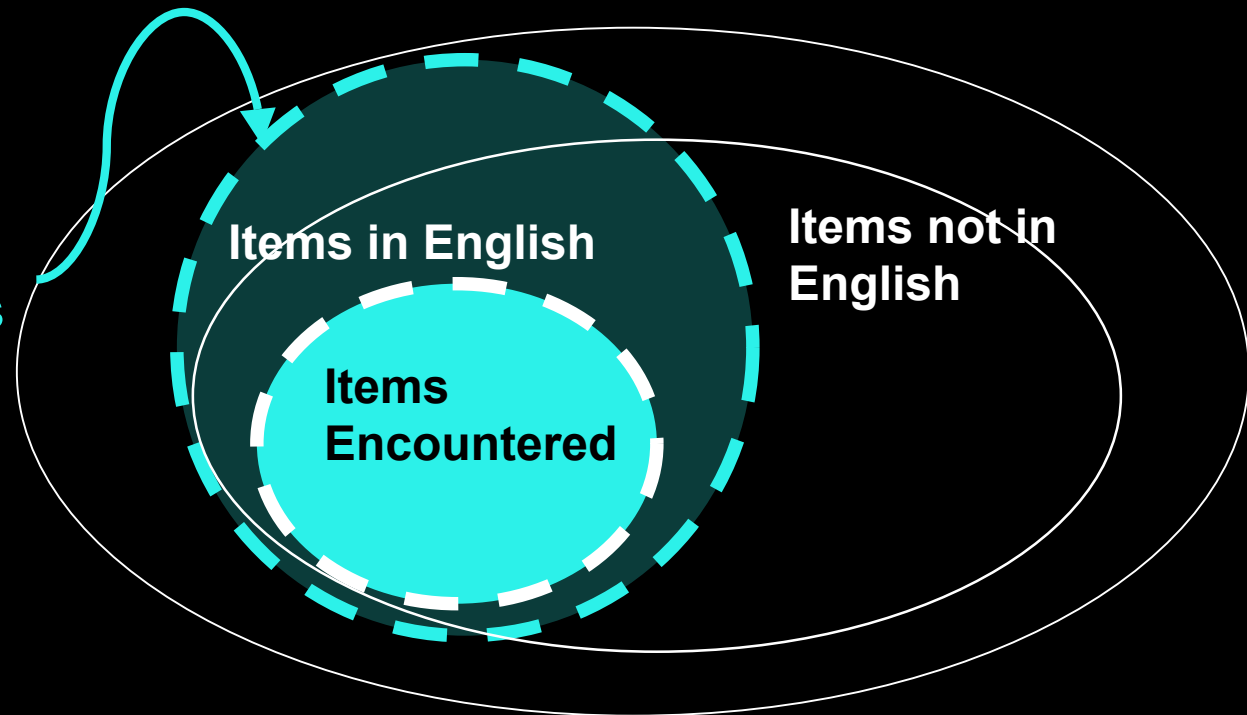 Items in English
Items not in
English
Items
Encountered